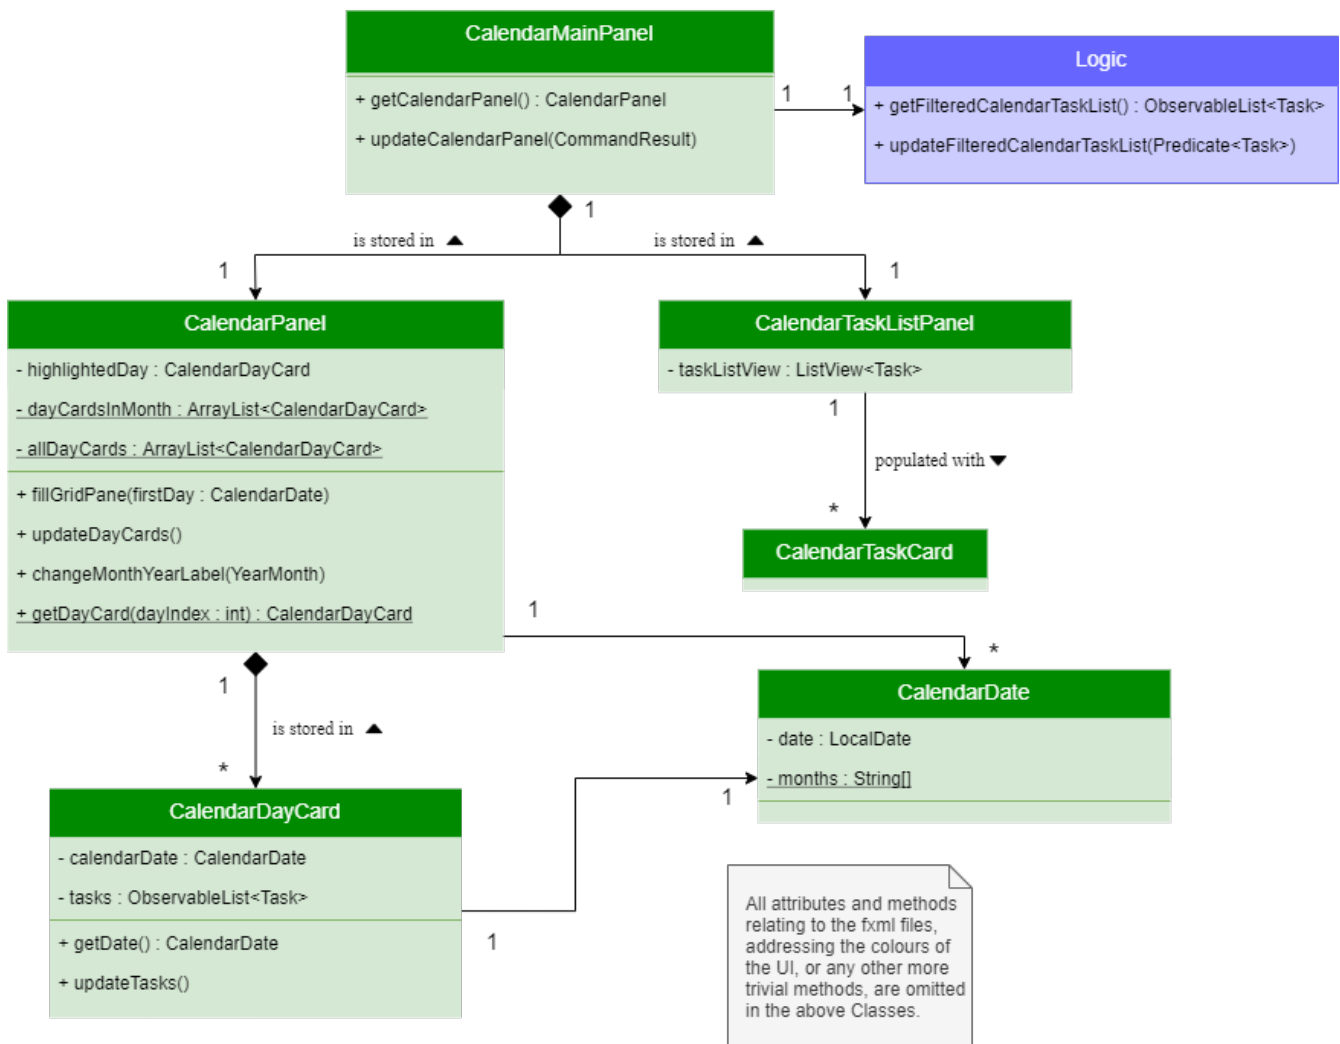 CalendarMainPanel
+ getCalendarPanel() : CalendarPanel
+ updateCalendarPanel(CommandResult)
1
1
Logic
+ getFilteredCalendarTaskList() : ObservableList<Task>
+ updateFilteredCalendarTaskList(Predicate<Task>)
1
is stored in ▲
is stored in ▲
1
1
CalendarPanel
- highlightedDay : CalendarDayCard
- dayCardsInMonth : ArrayList<CalendarDayCard>
- allDayCards : ArrayList<CalendarDayCard>
+ fillGridPane(firstDay : CalendarDate)
+ updateDayCards()
+ changeMonthYearLabel(YearMonth)
+ getDayCard(dayIndex : int) : CalendarDayCard
CalendarTaskListPanel
- taskListView : ListView<Task>
1
populated with ▼
*
CalendarTaskCard
1
*
1
is stored in ▲
*
CalendarDate
- date : LocalDate
- months : String[]
CalendarDayCard
- calendarDate : CalendarDate
- tasks : ObservableList<Task>
+ getDate() : CalendarDate
+ updateTasks()
1
1
All attributes and methods
relating to the fxml files,
addressing the colours of
the UI, or any other more
trivial methods, are omitted
in the above Classes.